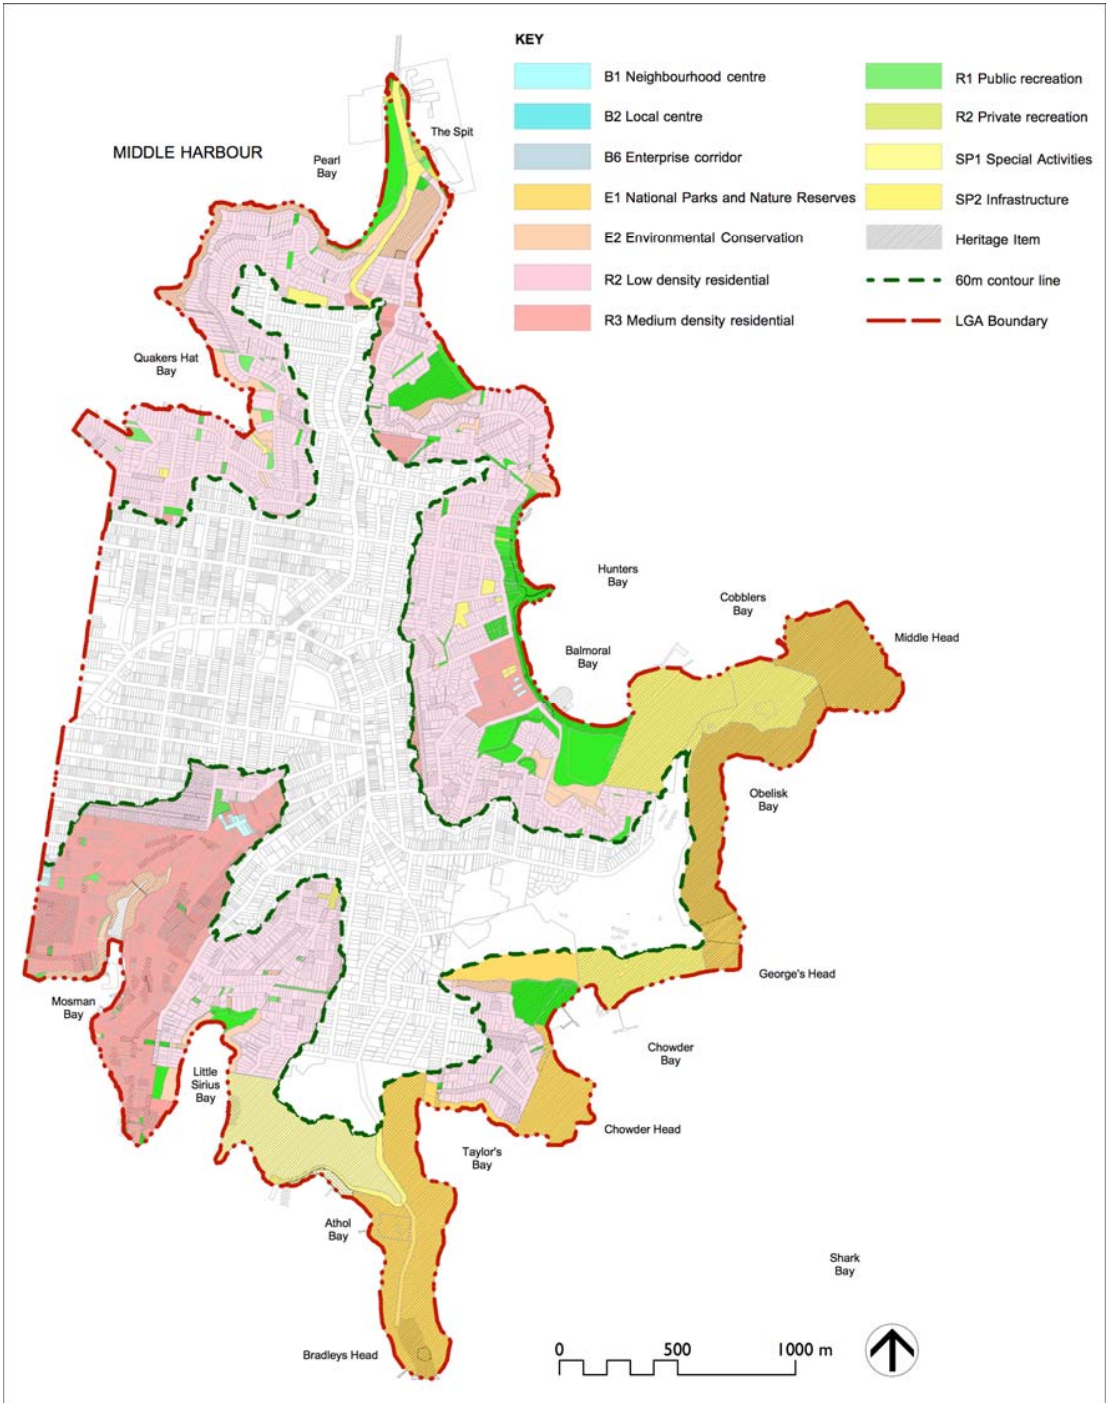 KEY
B1 Neighbourhood centre
B2 Local centre
B6 Enterprise corridor
E1 National Parks and Nature Reserves
E2 Environmental Conservation
R2 Low density residential
R3 Medium density residential
R1 Public recreation
R2 Private recreation
SP1 Special Activities
SP2 Infrastructure
Heritage Item
60m contour line
LGA Boundary
The Spit
MIDDLE HARBOUR
Pearl
Bay
Quakers Hat
Bay
Hunters
Bay
Cobblers
Bay
Middle Head
Balmoral
Bay
Obelisk
Bay
George's Head
Mosman
Bay
Chowder
Bay
Little
Sirius
Bay
Chowder Head
Taylor's
Bay
Athol
Bay
Shark
Bay
Bradleys Head
0 500 1000 m